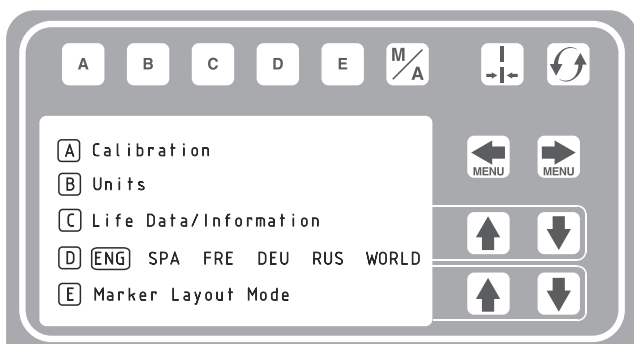 A B C D E M/A
MENU MENU
A Calibration
B Units
C Life Data/Information
D ENG SPA FRE DEU RUS WORLD
E Marker Layout Mode